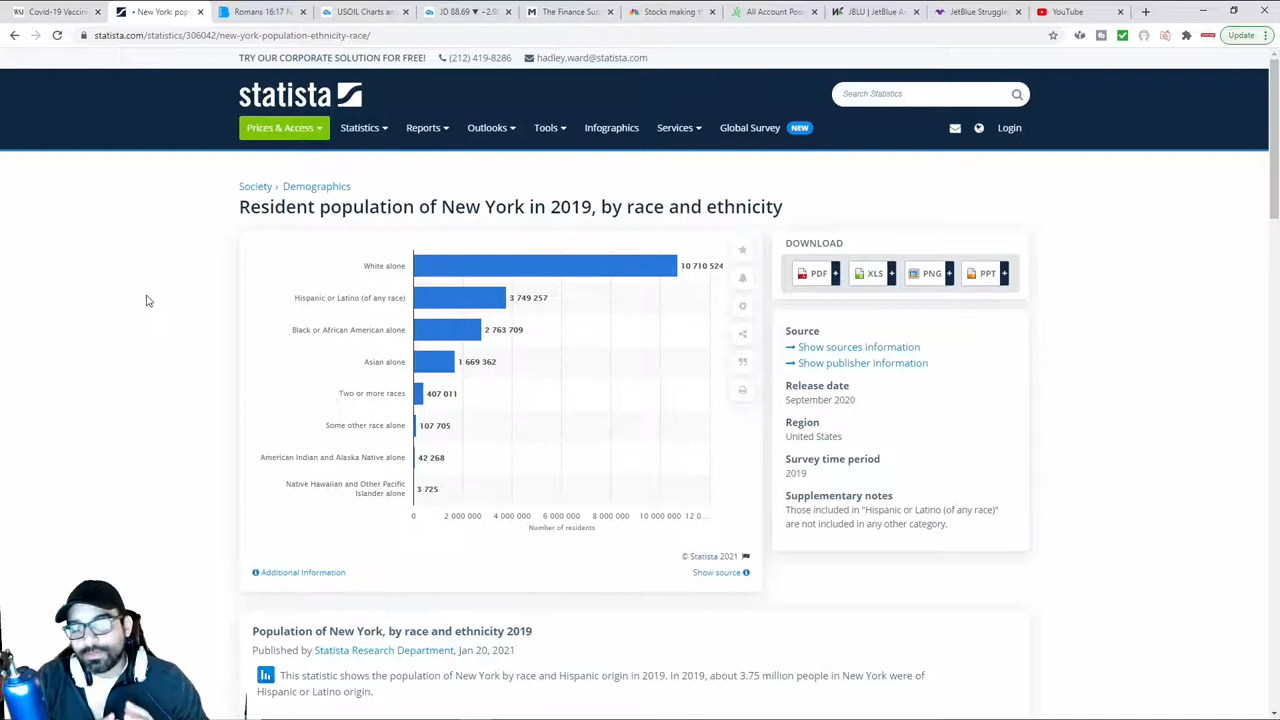 Covid-19 Vaccin
New York: pop
Romans 16:17 N
USOIL Charts an
JD 88.69 ▼ −2.9
The Finance Sup
Stocks making th
All Account Posi
JBLU | JetBlue A
JetBlue Struggle
YouTube
statista.com/statistics/306042/new-york-population-ethnicity-race/
Update
TRY OUR CORPORATE SOLUTION FOR FREE! (212) 419-8286 hadley.ward@statista.com
statista
Search Statistics
Prices & Access Statistics Reports Outlooks Tools Infographics Services Global Survey NEW Login
Society › Demographics
Resident population of New York in 2019, by race and ethnicity
White alone 10 710 524
Hispanic or Latino (of any race) 3 749 257
Black or African American alone 2 763 709
Asian alone 1 669 362
Two or more races 407 011
Some other race alone 107 705
American Indian and Alaska Native alone 42 268
Native Hawaiian and Other Pacific
Islander alone 3 725
0 2 000 000 4 000 000 6 000 000 8 000 000 10 000 000 12 0...
Number of residents
© Statista 2021
Additional Information Show source
DOWNLOAD
PDF + XLS + PNG + PPT +
Source
→ Show sources information
→ Show publisher information
Release date
September 2020
Region
United States
Survey time period
2019
Supplementary notes
Those included in "Hispanic or Latino (of any race)"
are not included in any other category.
Population of New York, by race and ethnicity 2019
Published by Statista Research Department, Jan 20, 2021
This statistic shows the population of New York by race and Hispanic origin in 2019. In 2019, about 3.75 million people in New York were of
Hispanic or Latino origin.